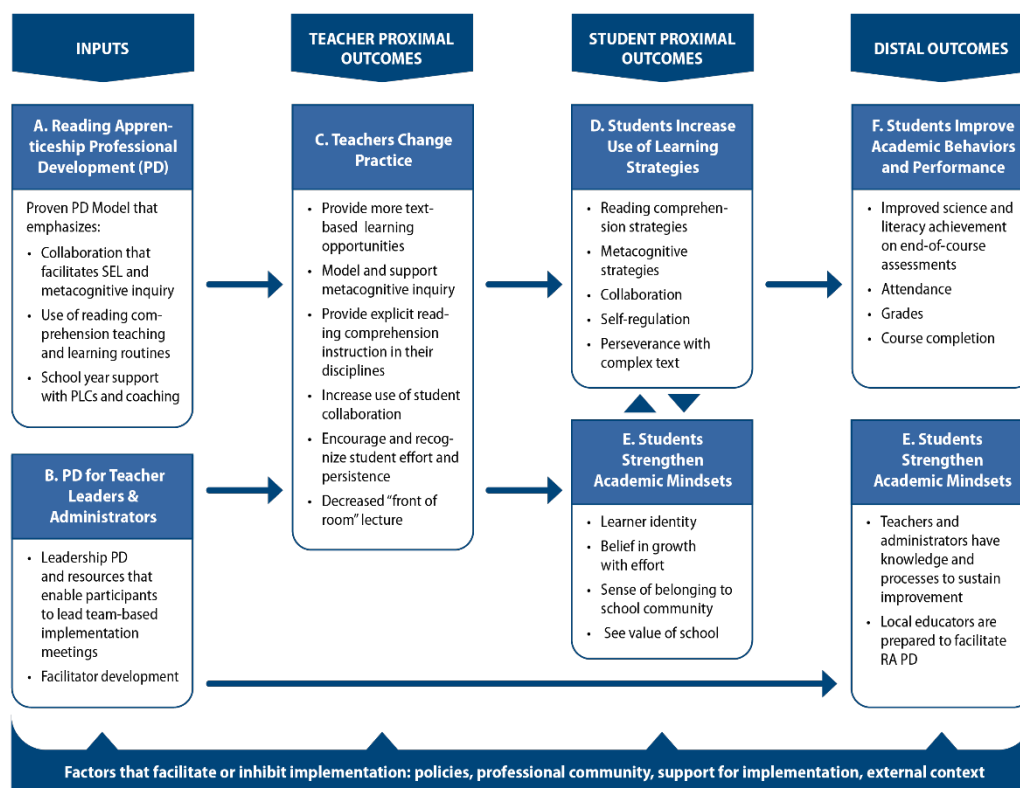 INPUTS
TEACHER PROXIMAL
OUTCOMES
STUDENT PROXIMAL
OUTCOMES
DISTAL OUTCOMES
A. Reading Appren-
ticeship Professional
Development (PD)
Proven PD Model that
emphasizes:
• Collaboration that
facilitates SEL and
metacognitive inquiry
• Use of reading com-
prehension teaching
and learning routines
• School year support
with PLCs and coaching
B. PD for Teacher
Leaders &
Administrators
• Leadership PD
and resources that
enable participants
to lead team-based
implementation
meetings
• Facilitator development
C. Teachers Change
Practice
• Provide more text-
based learning
opportunities
• Model and support
metacognitive inquiry
• Provide explicit read-
ing comprehension
instruction in their
disciplines
• Increase use of student
collaboration
• Encourage and recog-
nize student effort and
persistence
• Decreased “front of
room” lecture
D. Students Increase
Use of Learning
Strategies
• Reading comprehen-
sion strategies
• Metacognitive
strategies
• Collaboration
• Self-regulation
• Perseverance with
complex text
E. Students
Strengthen
Academic Mindsets
• Learner identity
• Belief in growth
with effort
• Sense of belonging to
school community
• See value of school
F. Students Improve
Academic Behaviors
and Performance
• Improved science and
literacy achievement
on end-of-course
assessments
• Attendance
• Grades
• Course completion
E. Students
Strengthen
Academic Mindsets
• Teachers and
administrators have
knowledge and
processes to sustain
improvement
• Local educators are
prepared to facilitate
RA PD
Factors that facilitate or inhibit implementation: policies, professional community, support for implementation, external context